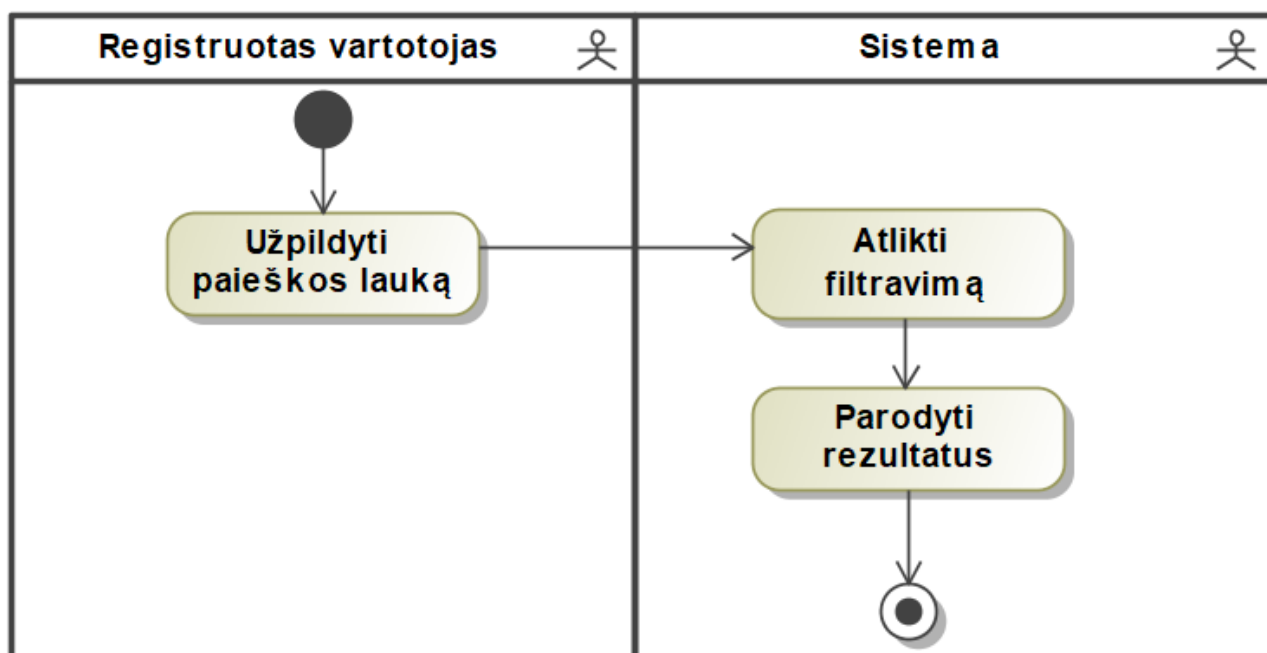 Registruotas vartotojas
Sistema
Užpildyti
paieškos lauką
Atlikti
filtravimą
Parodyti
rezultatus